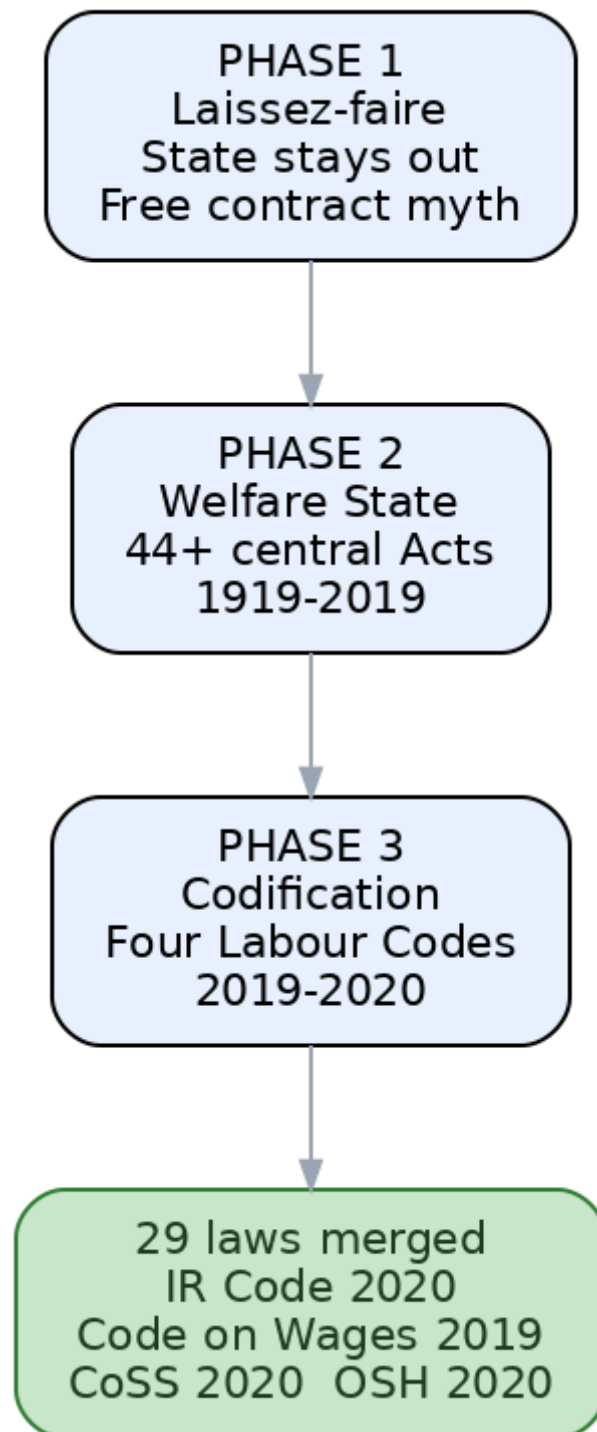 PHASE 1
Laissez-faire
State stays out
Free contract myth
PHASE 2
Welfare State
44+ central Acts
1919-2019
PHASE 3
Codification
Four Labour Codes
2019-2020
29 laws merged
IR Code 2020
Code on Wages 2019
CoSS 2020  OSH 2020